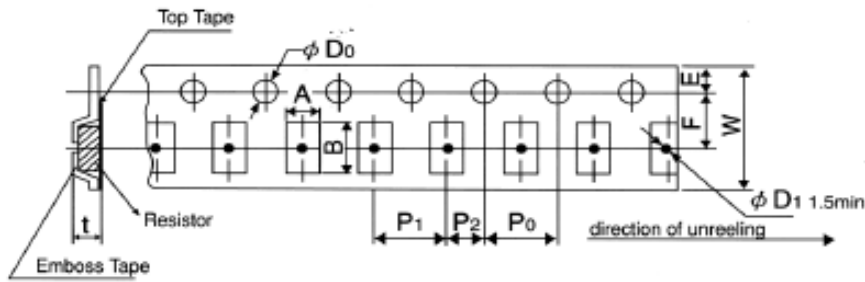 Top Tape
φ D0
A
E
B
F
W
P1
P2
P0
φ D1 1.5min
t
Resistor
direction of unreeling
Emboss Tape